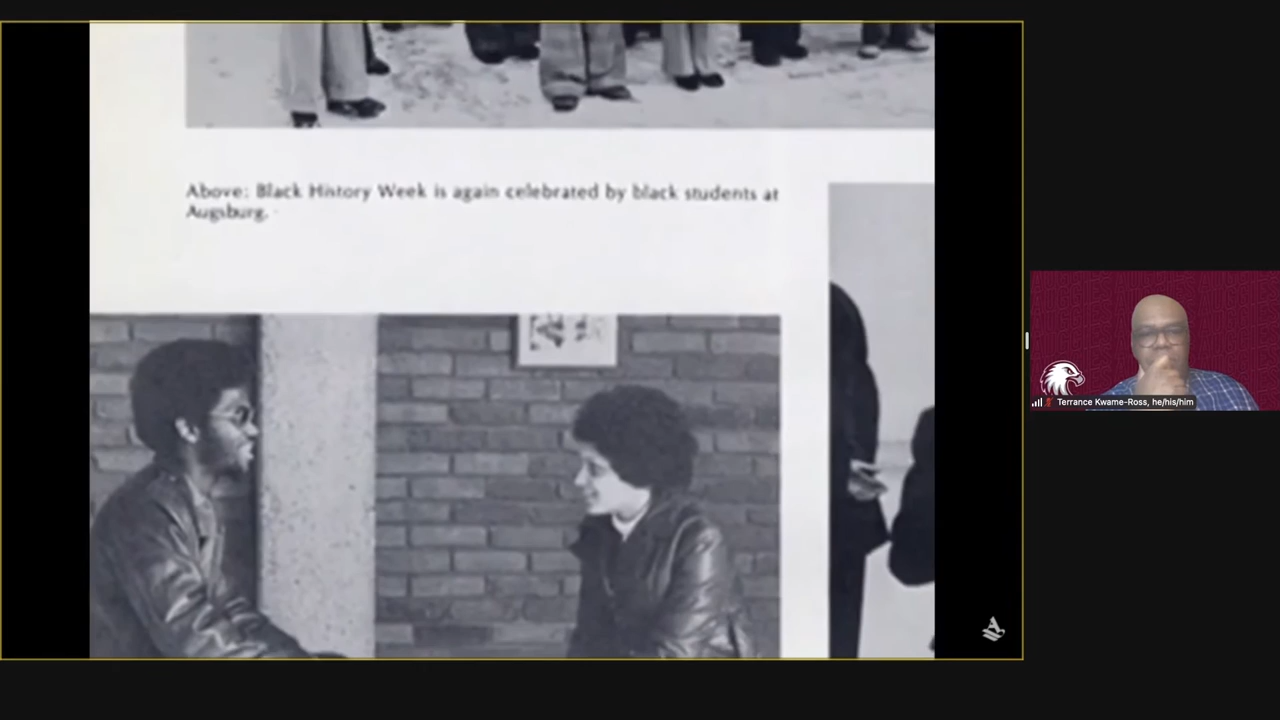 Above: Black History Week is again celebrated by black students at
Augsburg.
Terrance Kwame-Ross, he/his/him